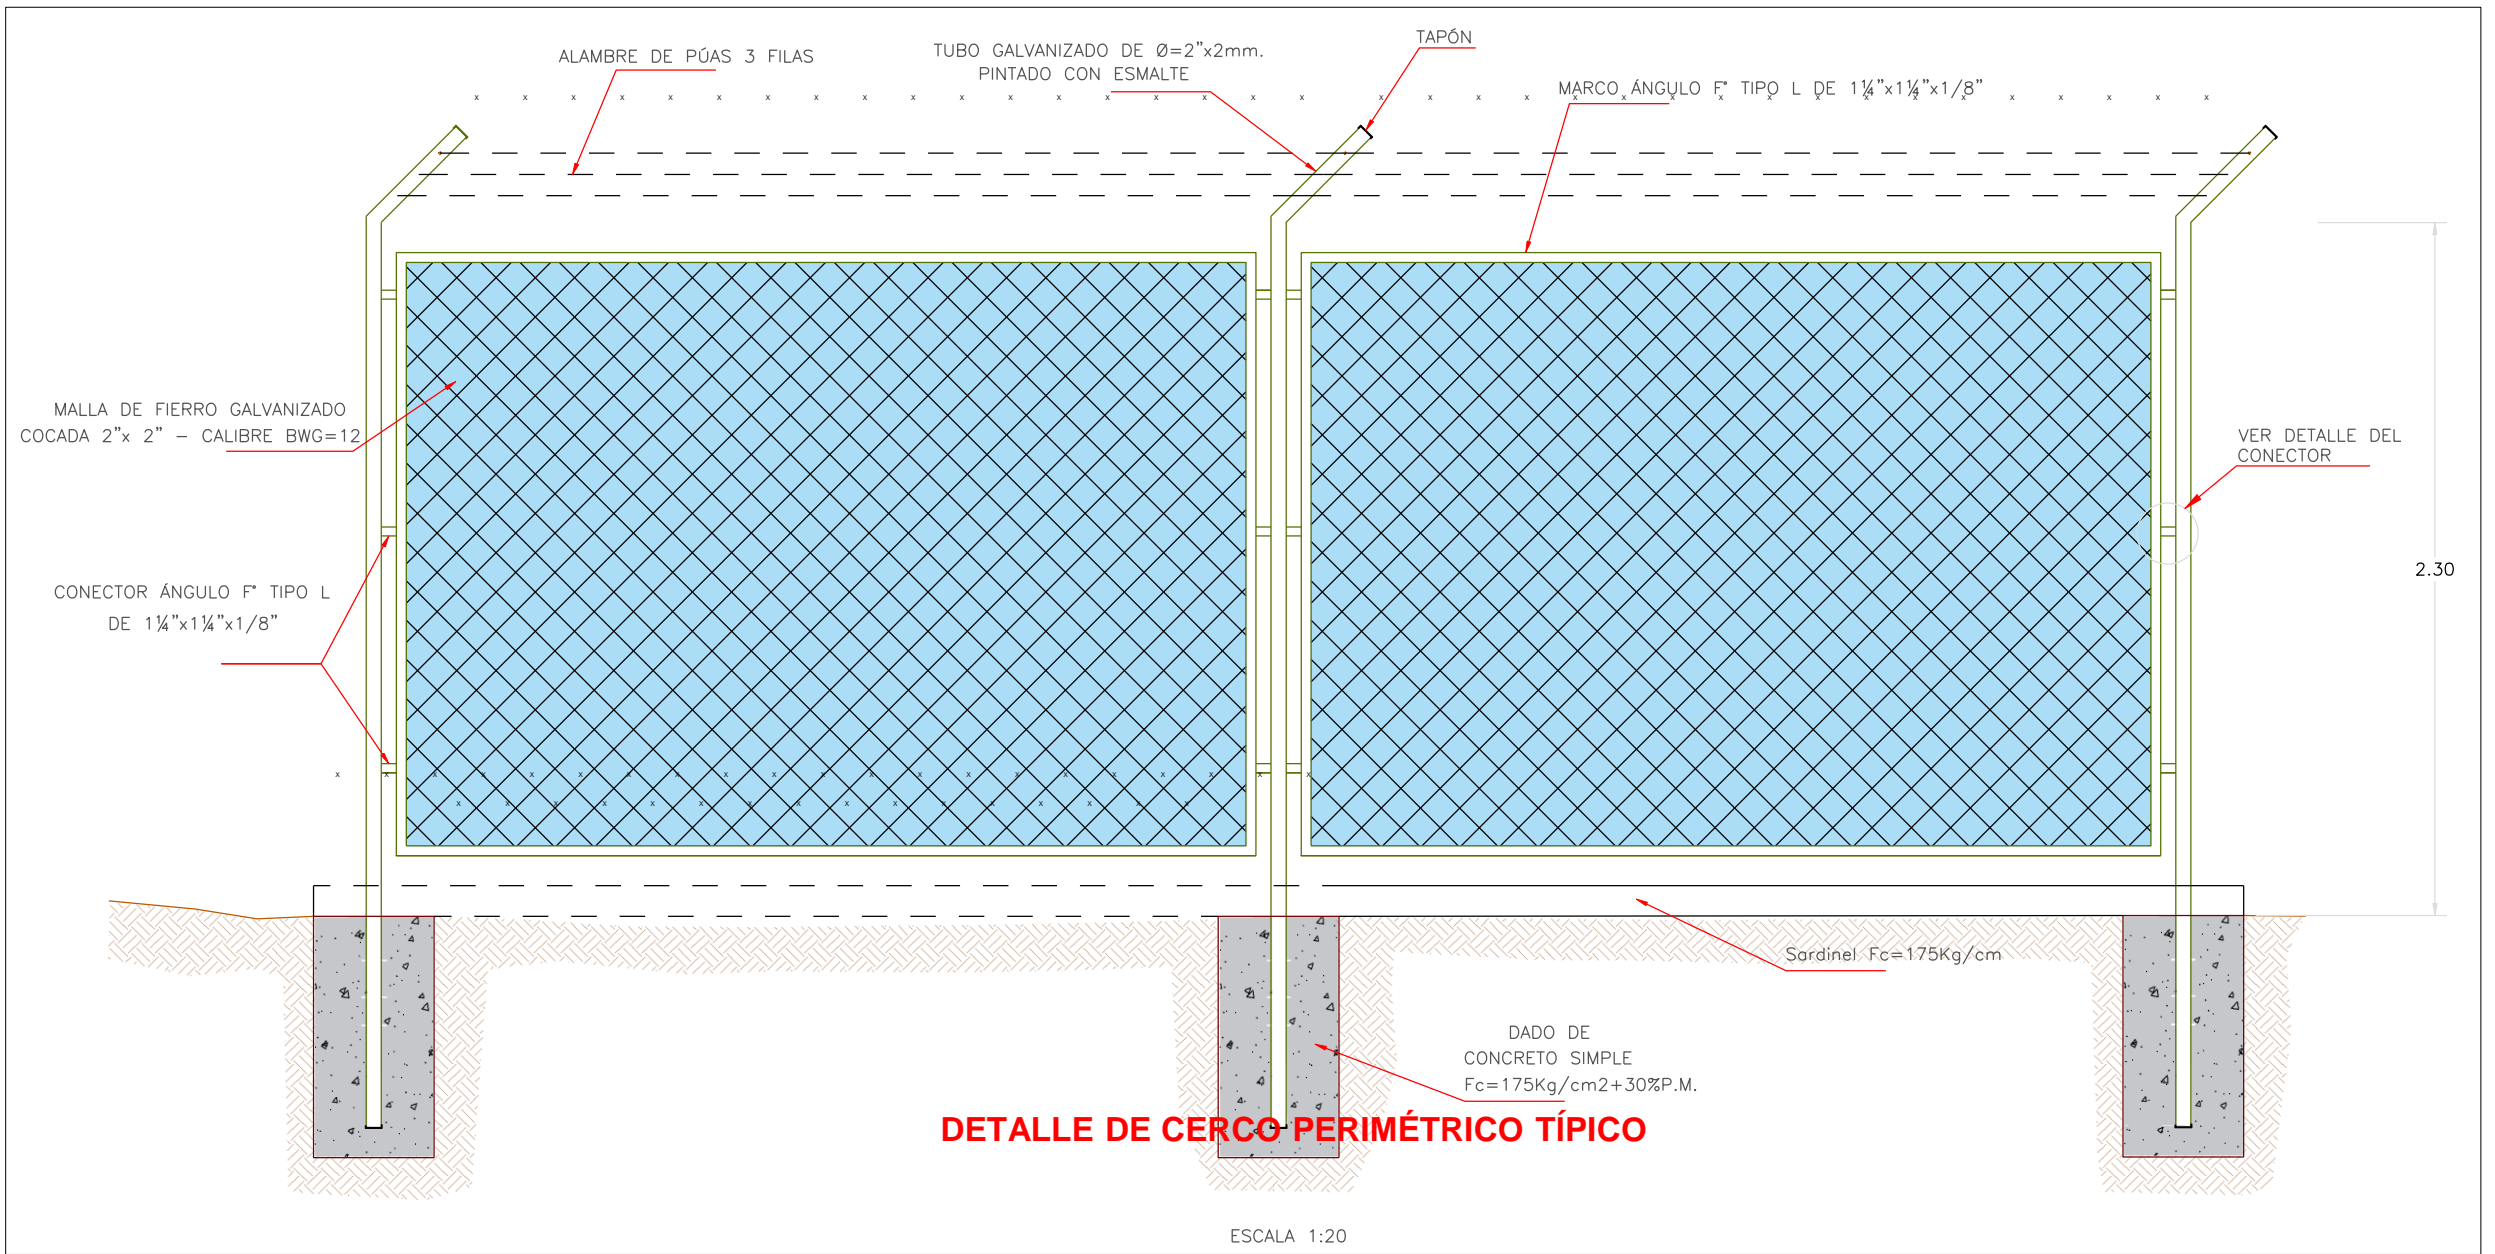 TAPÓN
ALAMBRE DE PÚAS 3 FILAS
TUBO GALVANIZADO DE Ø=2"x2mm.
PINTADO CON ESMALTE
MARCO ÁNGULO F° TIPO L DE 1¼"x1¼"x1/8"
MALLA DE FIERRO GALVANIZADO
COCADA 2"x 2" – CALIBRE BWG=12
VER DETALLE DEL
CONECTOR
2.30
CONECTOR ÁNGULO F° TIPO L
DE 1¼"x1¼"x1/8"
Sardinel Fc=175Kg/cm
DADO DE
CONCRETO SIMPLE
Fc=175Kg/cm2+30%P.M.
DETALLE DE CERCO PERIMÉTRICO TÍPICO
ESCALA 1:20